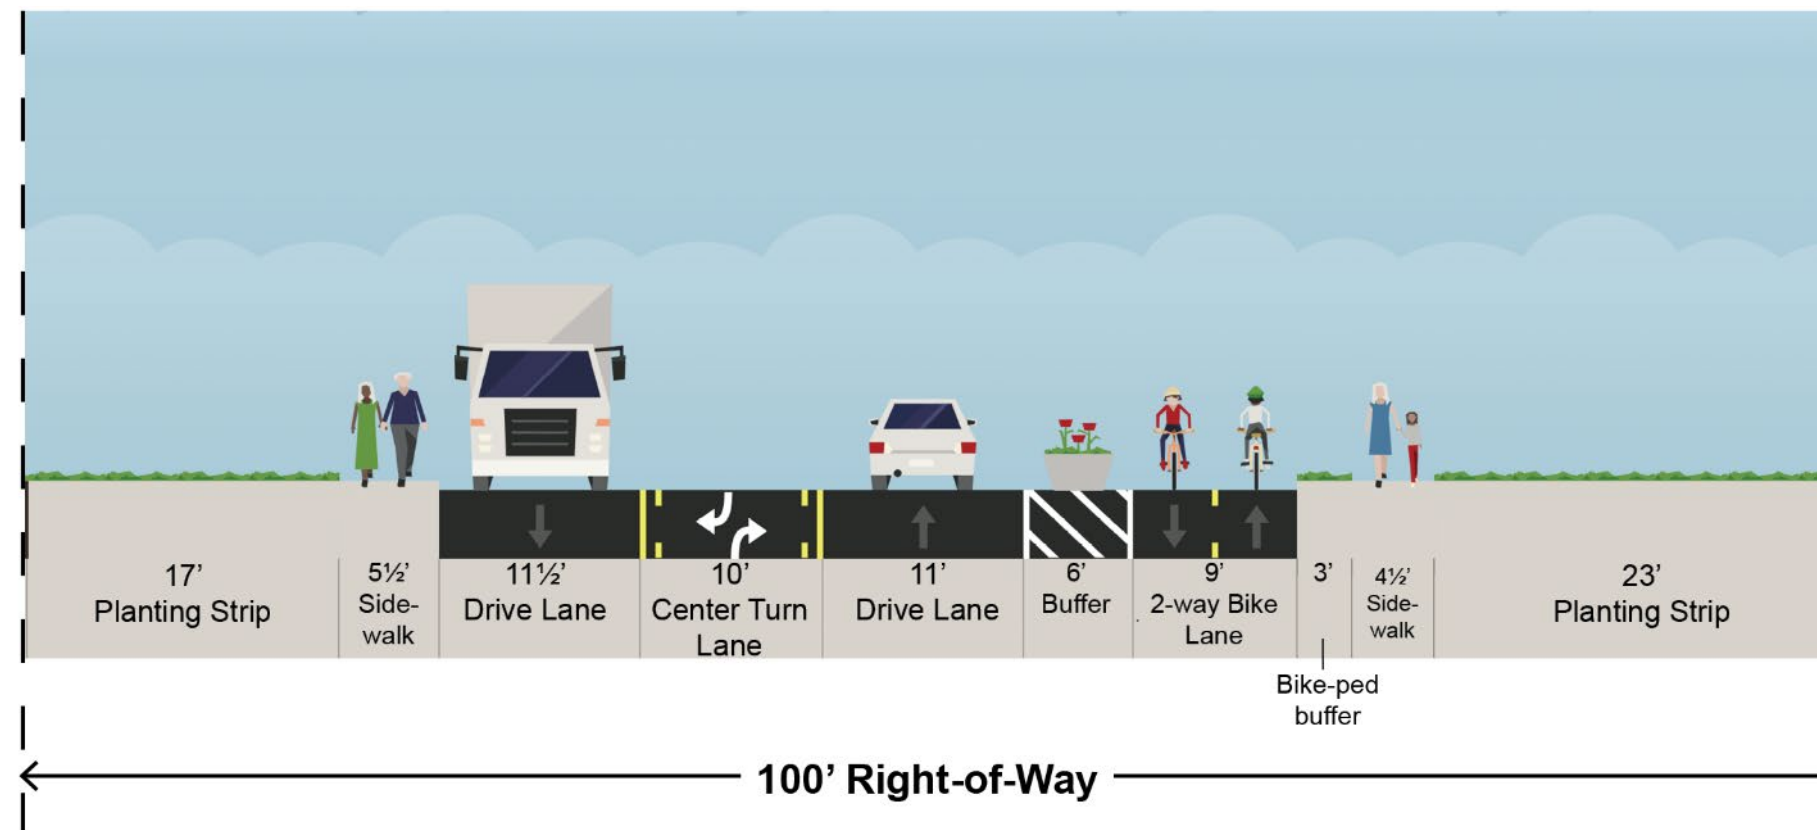 17’
Planting Strip
5½’
Side-
walk
11½’
Drive Lane
10’
Center Turn
Lane
11’
Drive Lane
6’
Buffer
9’
2-way Bike
Lane
3’
Bike-ped
buffer
4½’
Side-
walk
23’
Planting Strip
100’ Right-of-Way